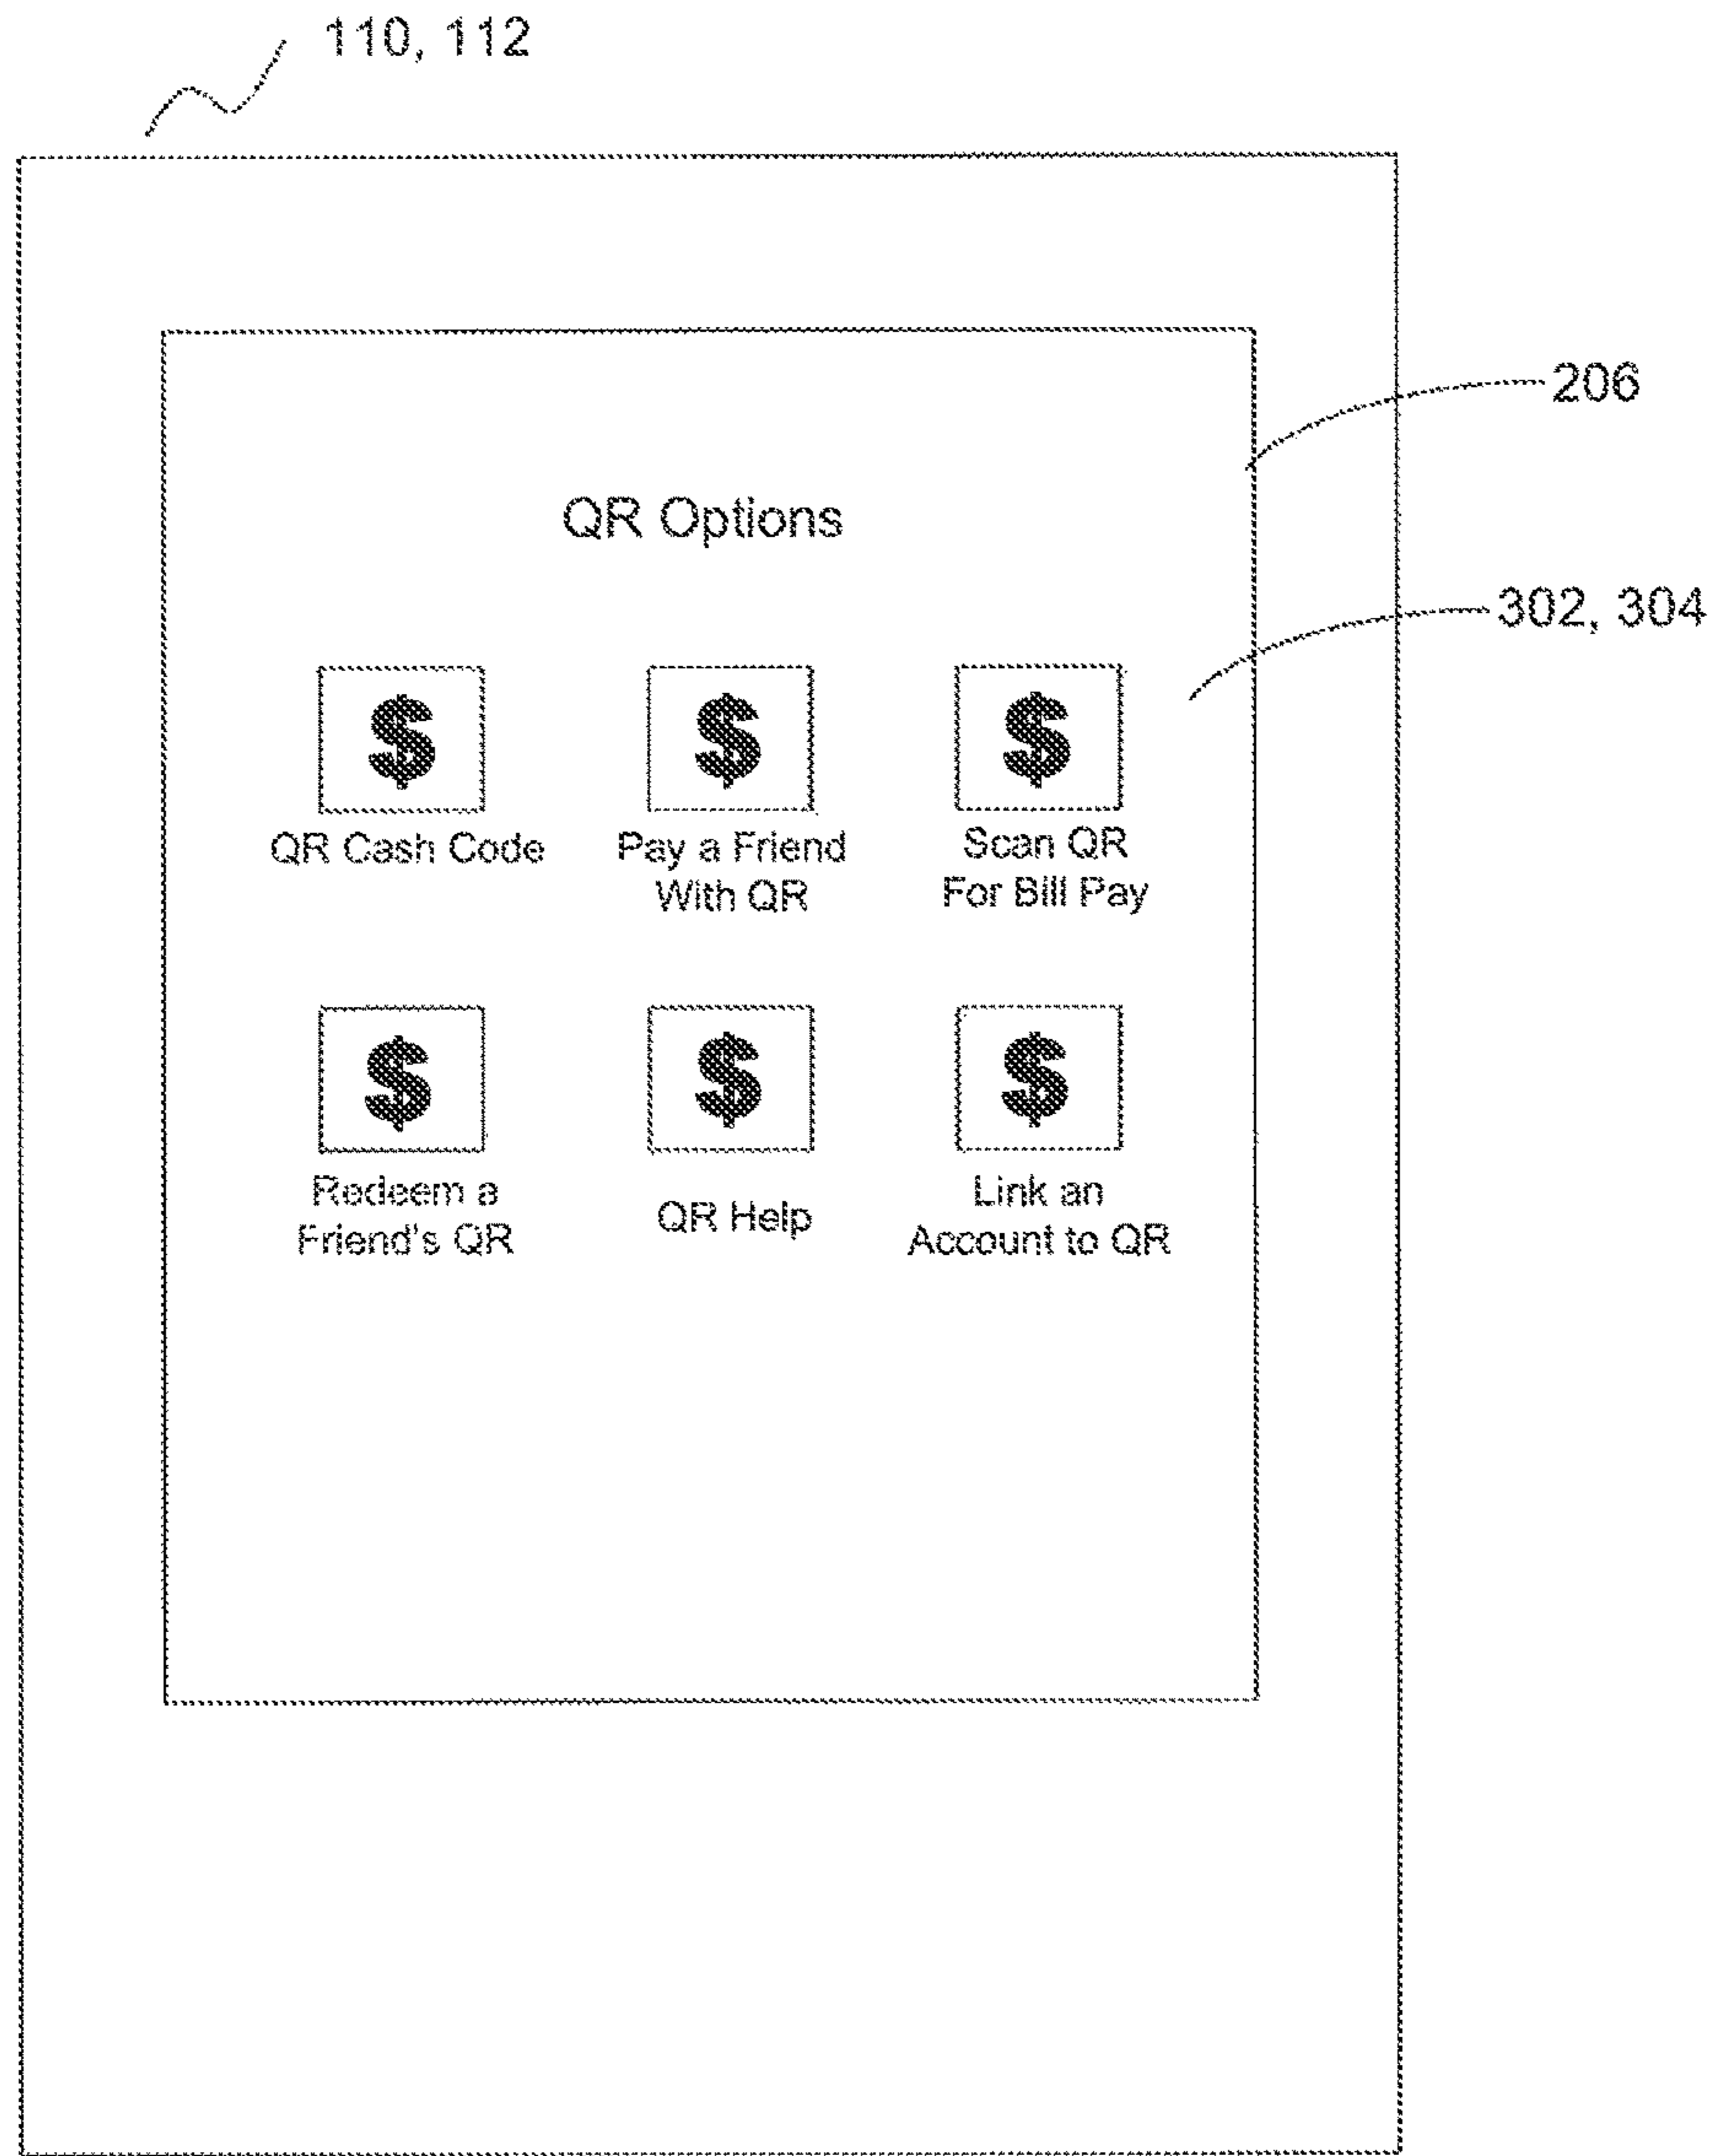 110, 112
206
QR Options
302, 304
$ $ $
QR Cash Code
Pay a Friend
With QR
Scan QR
For Bill Pay
$ $ $
Redeem a
Friend's QR
QR Help
Link an
Account to QR